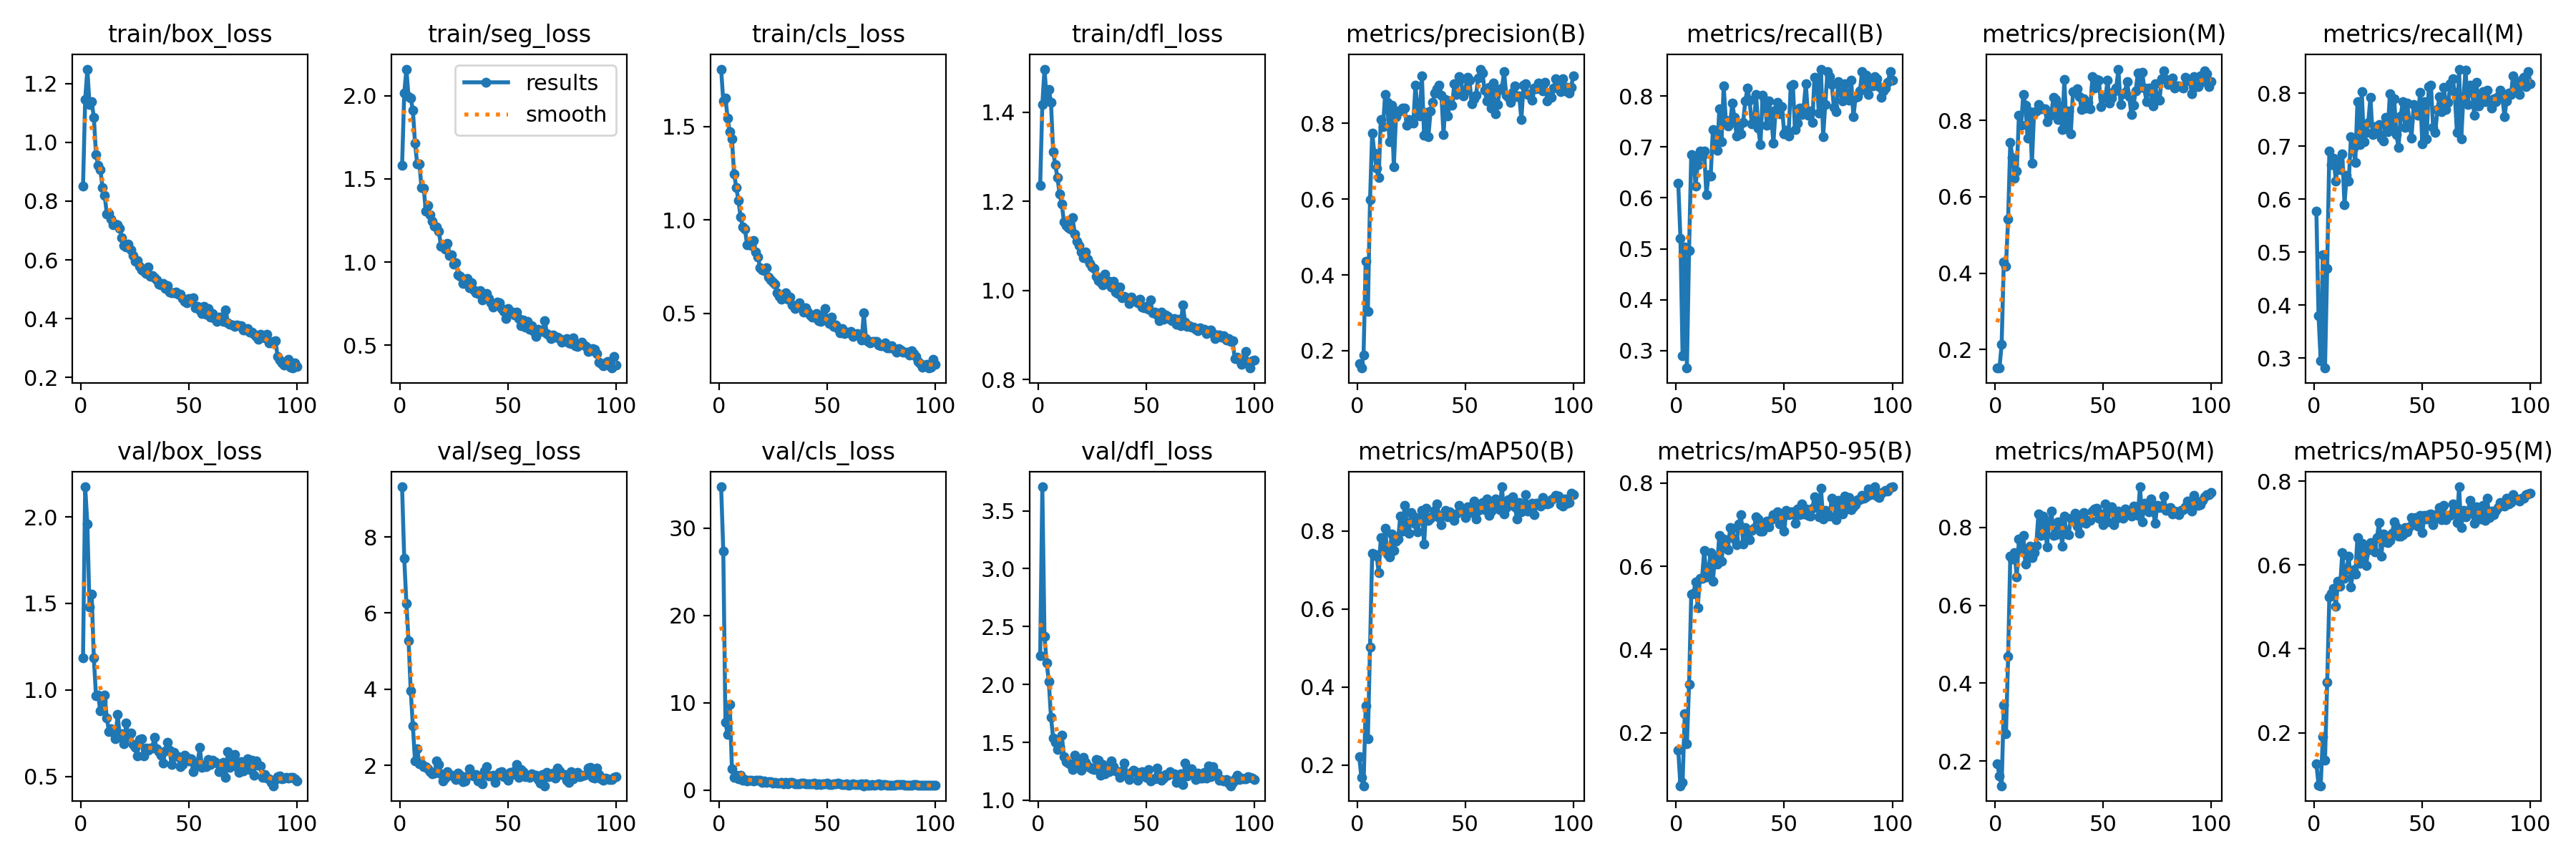 train/box_loss
train/seg_loss
train/cls_loss
train/dfl_loss
metrics/precision(B)
metrics/recall(B)
metrics/precision(M)
metrics/recall(M)
results
smooth
1.2
1.0
0.8
0.6
0.4
0.2
0 50 100
2.0
1.5
1.0
0.5
0 50 100
1.5
1.0
0.5
0 50 100
1.4
1.2
1.0
0.8
0 50 100
0.8
0.6
0.4
0.2
0 50 100
0.8
0.7
0.6
0.5
0.4
0.3
0 50 100
0.8
0.6
0.4
0.2
0 50 100
0.8
0.7
0.6
0.5
0.4
0.3
0 50 100
val/box_loss
val/seg_loss
val/cls_loss
val/dfl_loss
metrics/mAP50(B)
metrics/mAP50-95(B)
metrics/mAP50(M)
metrics/mAP50-95(M)
2.0
1.5
1.0
0.5
0 50 100
8
6
4
2
0 50 100
30
20
10
0
0 50 100
3.5
3.0
2.5
2.0
1.5
1.0
0 50 100
0.8
0.6
0.4
0.2
0 50 100
0.8
0.6
0.4
0.2
0 50 100
0.8
0.6
0.4
0.2
0 50 100
0.8
0.6
0.4
0.2
0 50 100